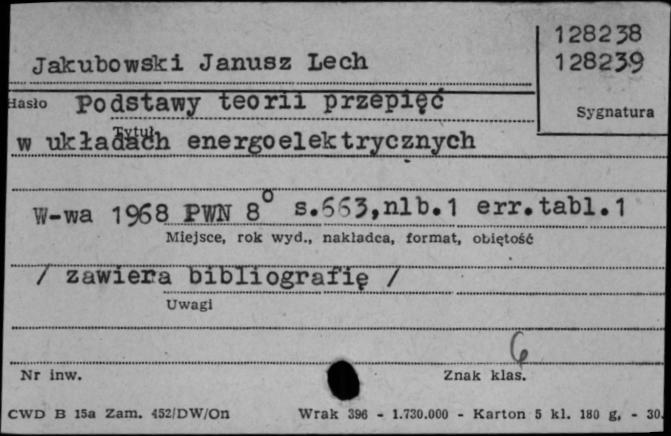 128238
Jakubowski Janusz Lech 128239
Hasło Podstawy teorii przepięć
Sygnatura
Tytuł
w układach energoelektrycznych
W-wa 1968 PWN 8° s.663,nlb.1 err.tabl.1
Miejsce, rok wyd., nakładca, format, objętość
/ zawiera bibliografię /
Uwagi
6
Nr inw. Znak klas.
CWD B 15a Zam. 452/DW/On Wrak 396 - 1.730.000 - Karton 5 kl. 180 g, - 30.